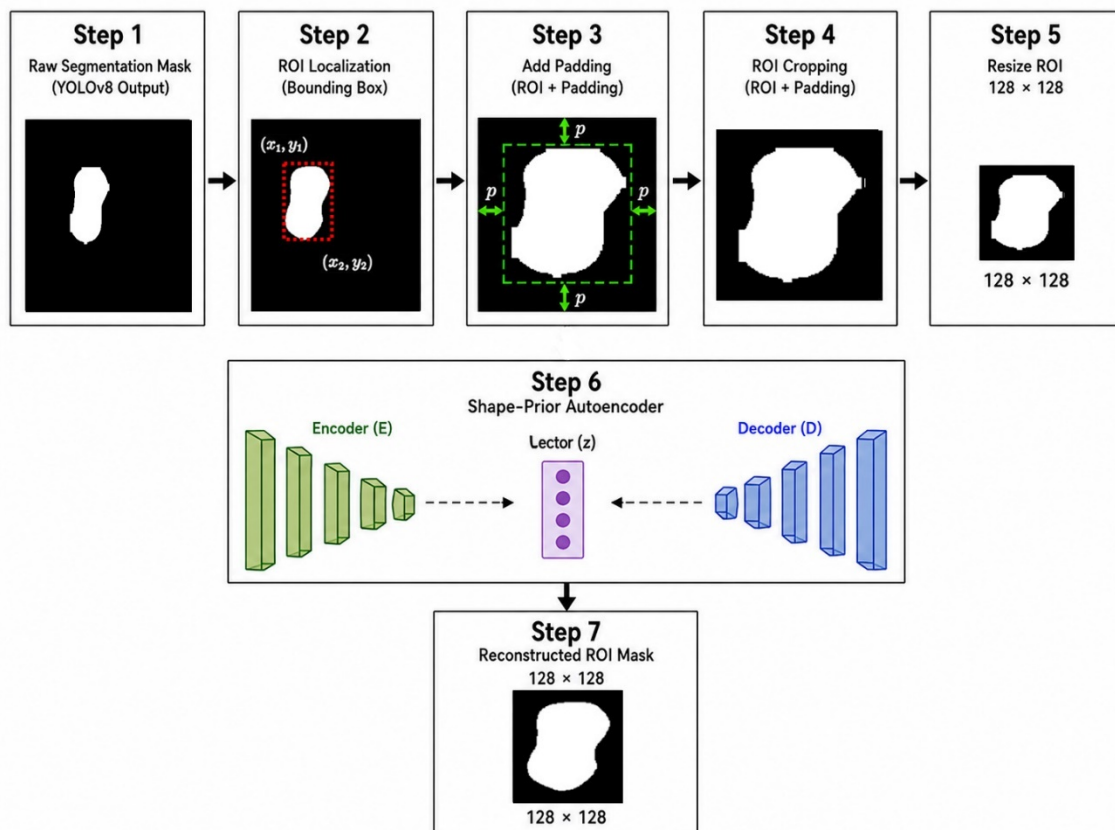 Step 1
Raw Segmentation Mask
(YOLOv8 Output)
Step 2
ROI Localization
(Bounding Box)
(x₁, y₁)
(x₂, y₂)
Step 3
Add Padding
(ROI + Padding)
p
p
p
p
Step 4
ROI Cropping
(ROI + Padding)
Step 5
Resize ROI
128 × 128
128 × 128
Step 6
Shape-Prior Autoencoder
Encoder (E)
Lector (z)
Decoder (D)
Step 7
Reconstructed ROI Mask
128 × 128
128 × 128